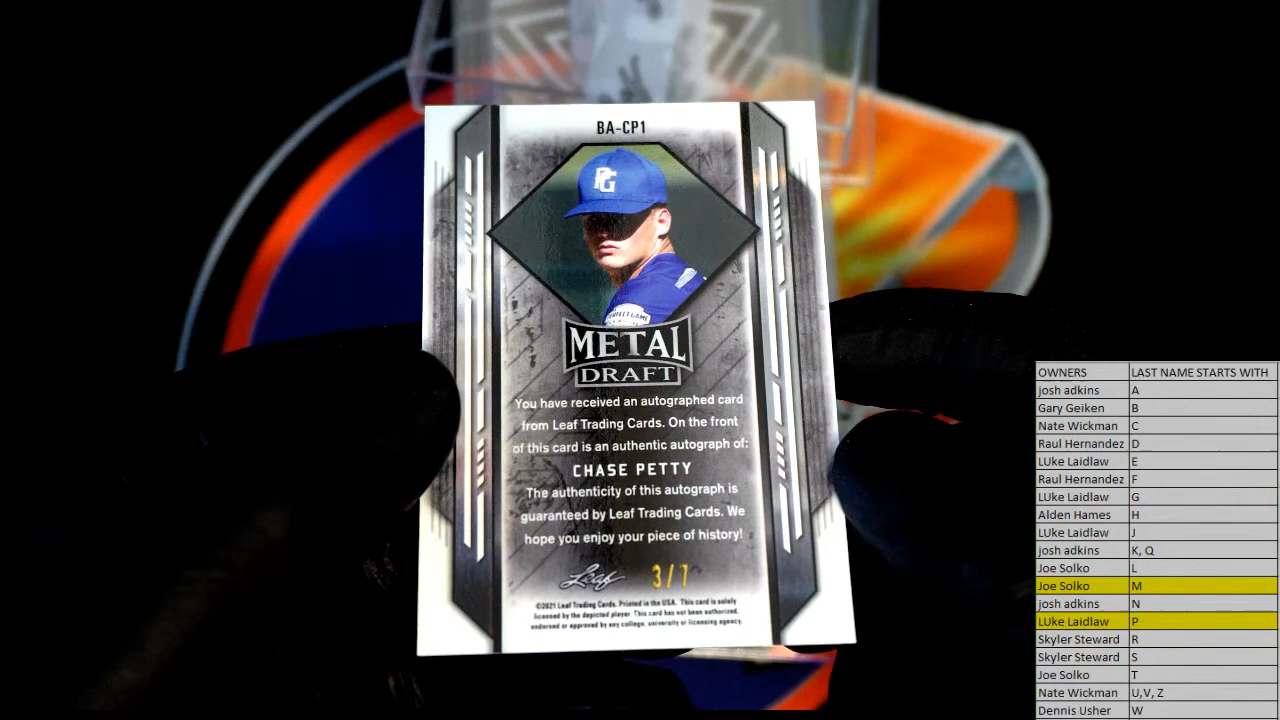 BA-CP1
PG
PERFECT GAME
METAL
DRAFT
You have received an autographed card
from Leaf Trading Cards. On the front
of this card is an authentic autograph of:
CHASE PETTY
The authenticity of this autograph is
guaranteed by Leaf Trading Cards. We
hope you enjoy your piece of history!
Leaf 3/7
©2021 Leaf Trading Cards. Printed in the USA. This card is solely
licensed by the depicted player. This card has not been authorized,
endorsed or approved by any college, university or licensing agency.
OWNERS LAST NAME STARTS WITH
josh adkins A
Gary Geiken B
Nate Wickman C
Raul Hernandez D
LUke Laidlaw E
Raul Hernandez F
LUke Laidlaw G
Alden Hames H
LUke Laidlaw J
josh adkins K, Q
Joe Solko L
Joe Solko M
josh adkins N
LUke Laidlaw P
Skyler Steward R
Skyler Steward S
Joe Solko T
Nate Wickman U,V, Z
Dennis Usher W